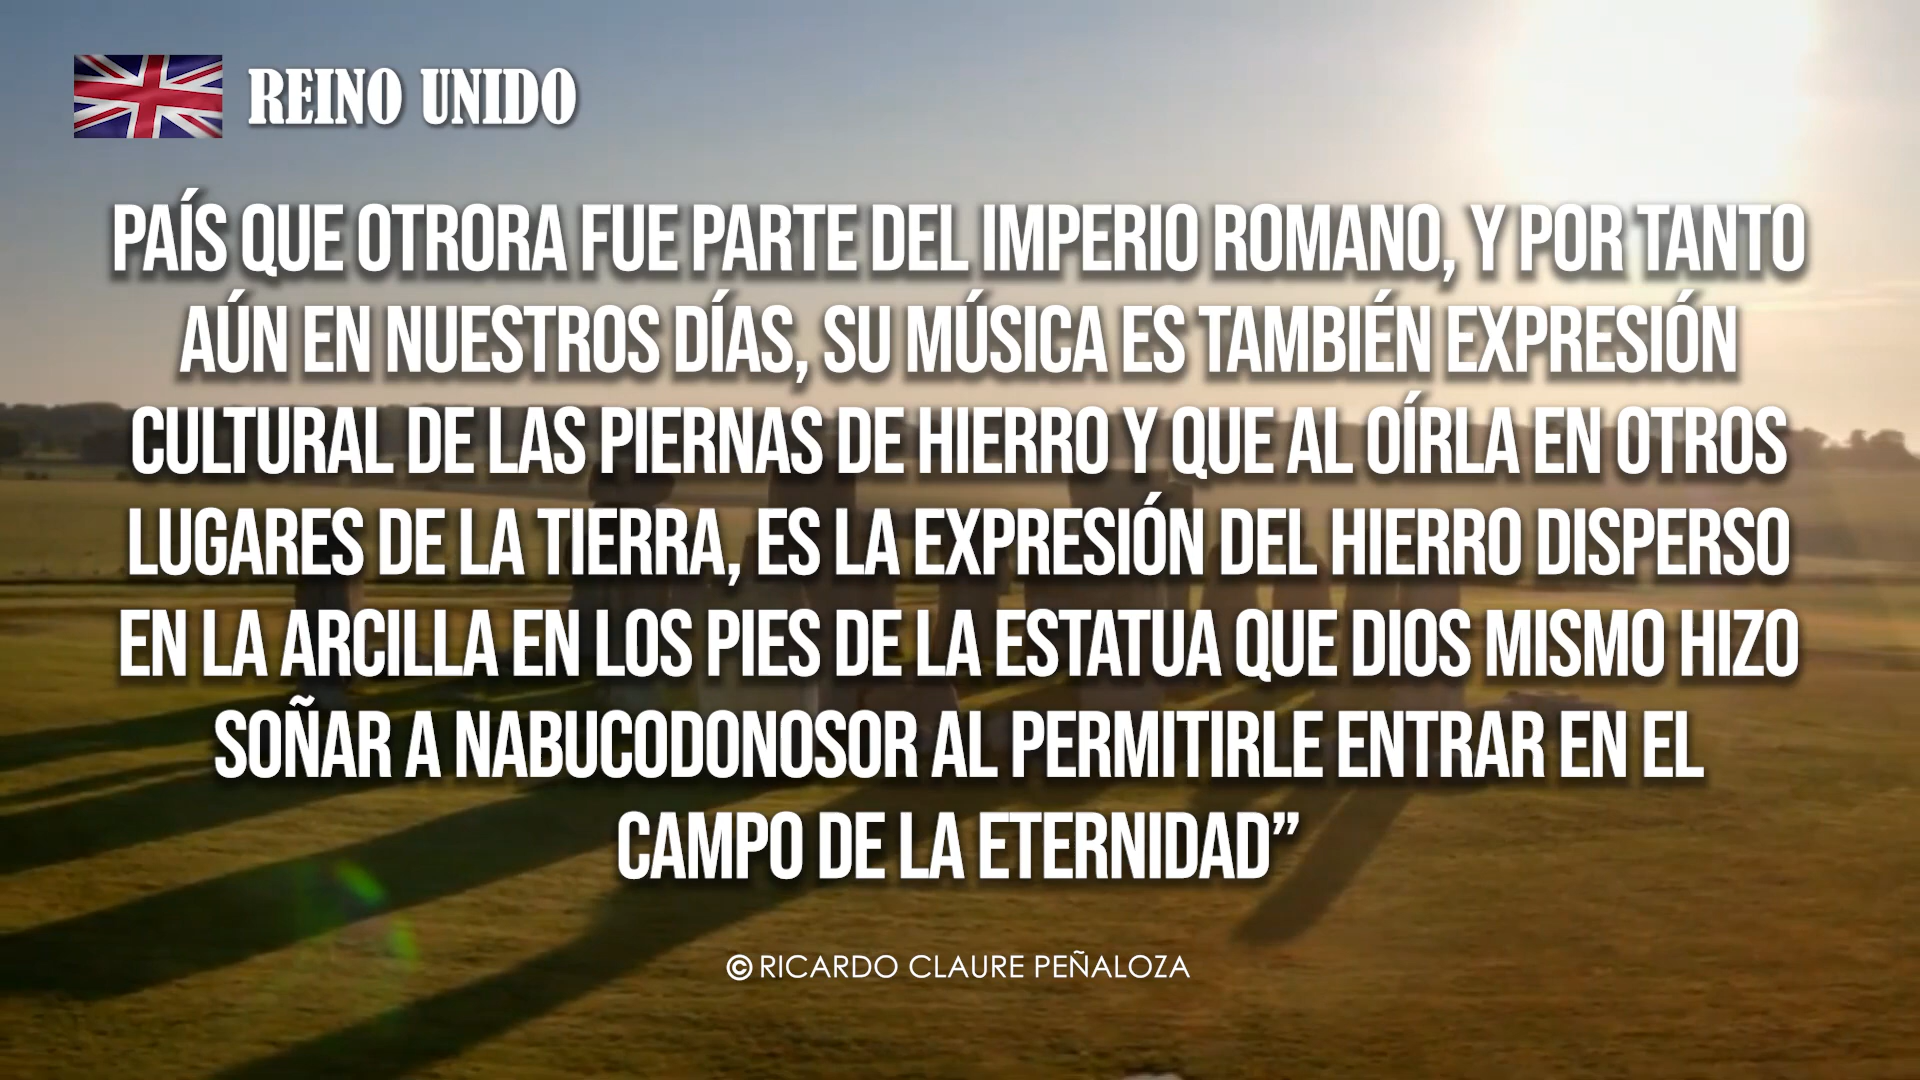 REINO UNIDO
PAÍS QUE OTRORA FUE PARTE DEL IMPERIO ROMANO, Y POR TANTO
AÚN EN NUESTROS DÍAS, SU MÚSICA ES TAMBIÉN EXPRESIÓN
CULTURAL DE LAS PIERNAS DE HIERRO Y QUE AL OÍRLA EN OTROS
LUGARES DE LA TIERRA, ES LA EXPRESIÓN DEL HIERRO DISPERSO
EN LA ARCILLA EN LOS PIES DE LA ESTATUA QUE DIOS MISMO HIZO
SOÑAR A NABUCODONOSOR AL PERMITIRLE ENTRAR EN EL
CAMPO DE LA ETERNIDAD”
© RICARDO CLAURE PEÑALOZA